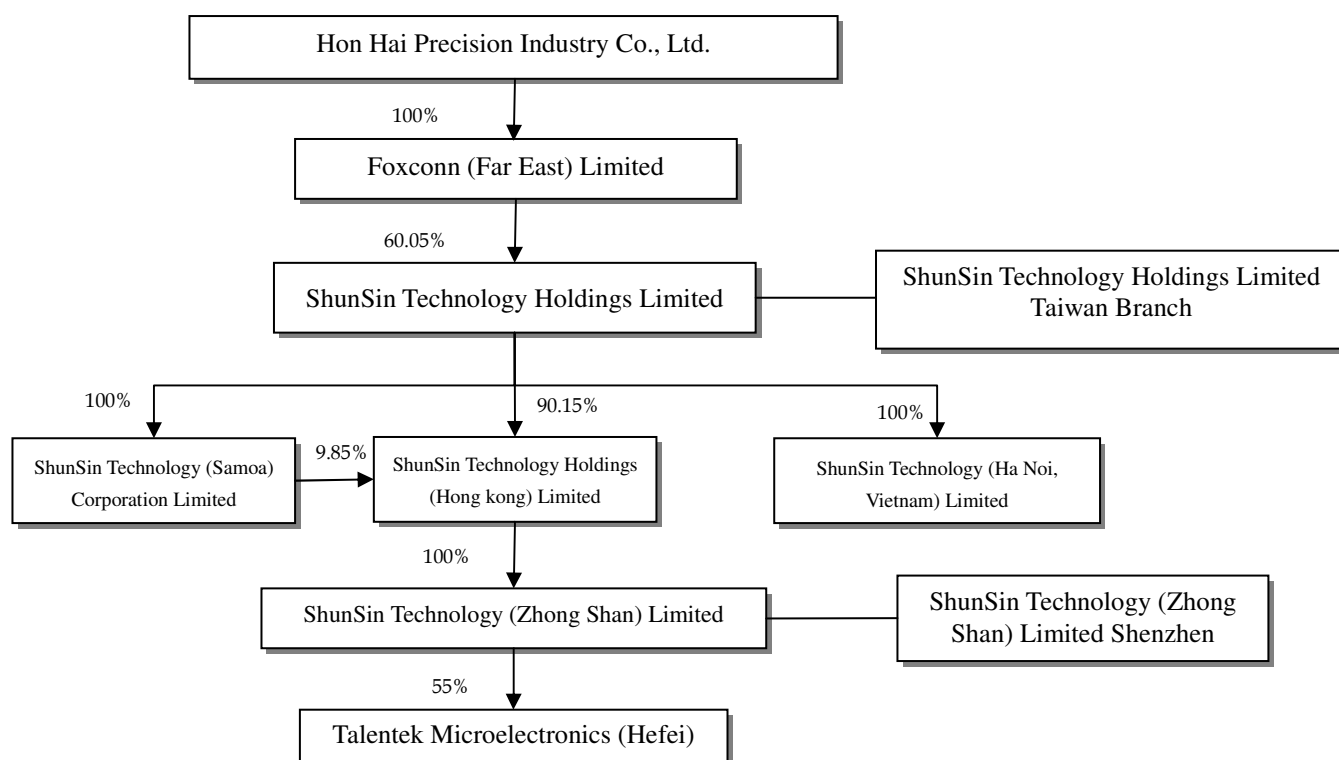 Hon Hai Precision Industry Co., Ltd.
100%
Foxconn (Far East) Limited
60.05%
ShunSin Technology Holdings Limited
ShunSin Technology Holdings Limited
Taiwan Branch
100%
90.15%
100%
ShunSin Technology (Samoa)
Corporation Limited
9.85%
ShunSin Technology Holdings
(Hong kong) Limited
ShunSin Technology (Ha Noi,
Vietnam) Limited
100%
ShunSin Technology (Zhong Shan) Limited
ShunSin Technology (Zhong
Shan) Limited Shenzhen
55%
Talentek Microelectronics (Hefei)